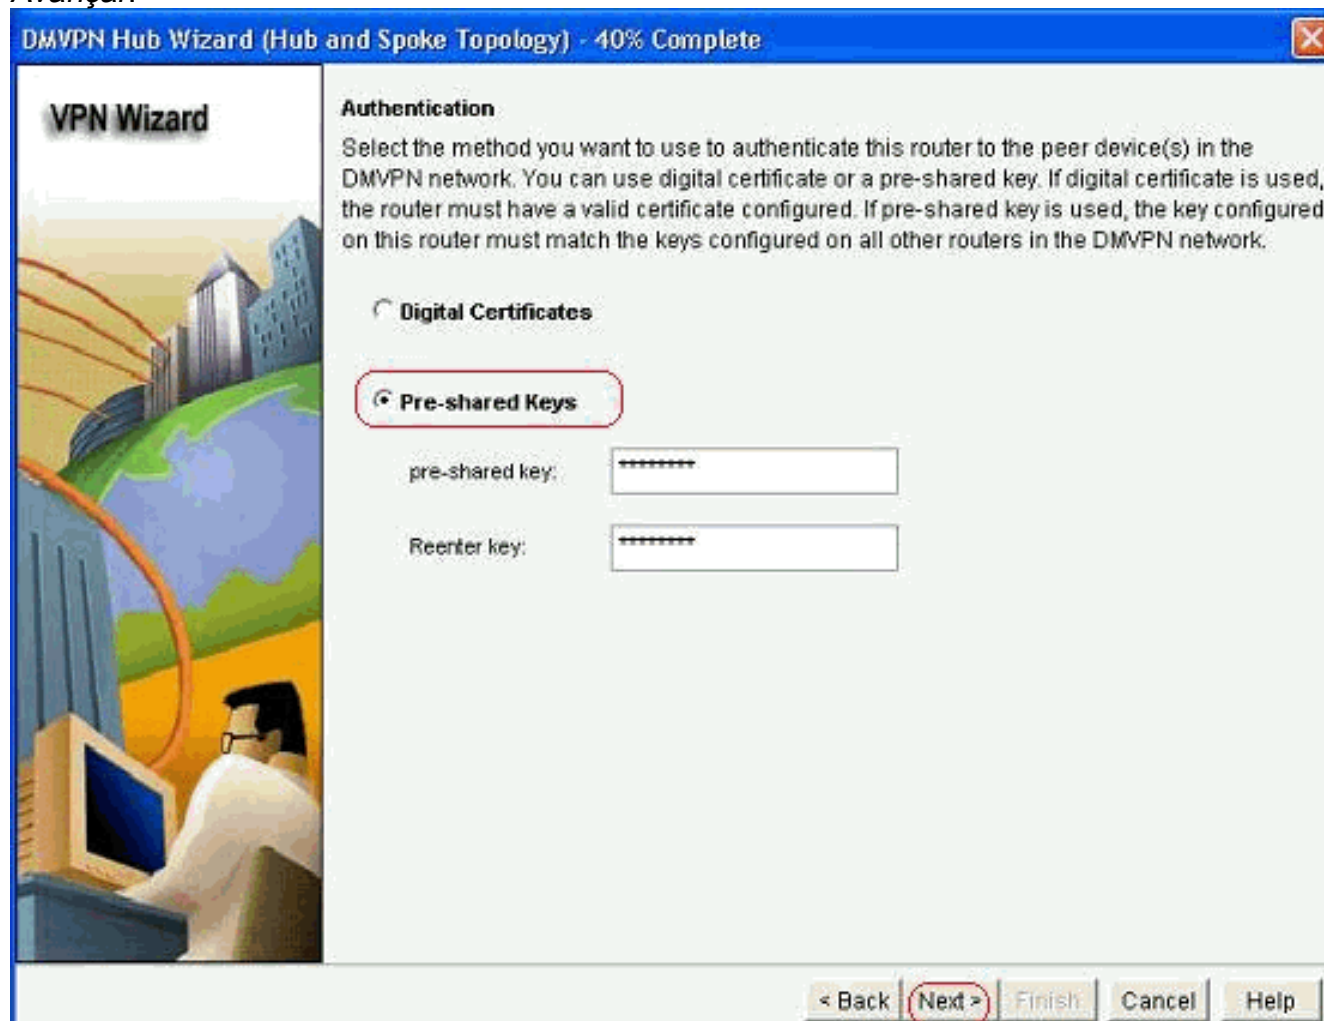 Avançar.
DMVPN Hub Wizard (Hub and Spoke Topology) - 40% Complete
VPN Wizard
Authentication
Select the method you want to use to authenticate this router to the peer device(s) in the
DMVPN network. You can use digital certificate or a pre-shared key. If digital certificate is used,
the router must have a valid certificate configured. If pre-shared key is used, the key configured
on this router must match the keys configured on all other routers in the DMVPN network.
Digital Certificates
Pre-shared Keys
pre-shared key: ********
Reenter key: ********
< Back Next > Finish Cancel Help